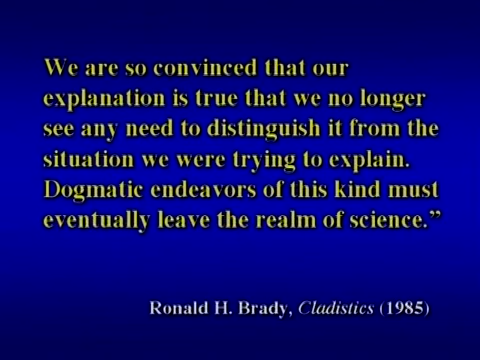 We are so convinced that our
explanation is true that we no longer
see any need to distinguish it from the
situation we were trying to explain.
Dogmatic endeavors of this kind must
eventually leave the realm of science.”
Ronald H. Brady, Cladistics (1985)